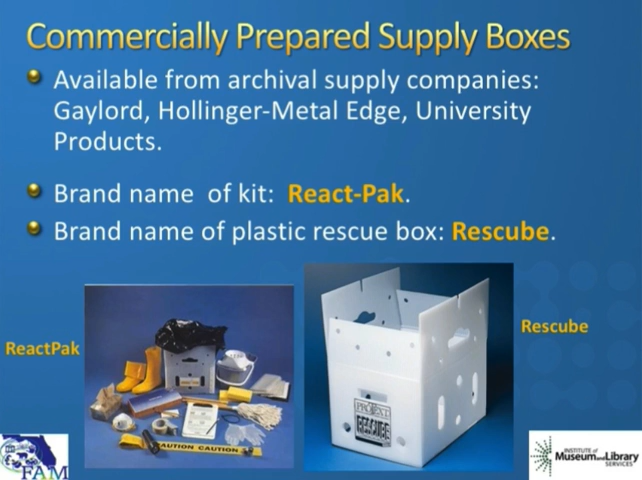 Commercially Prepared Supply Boxes
Available from archival supply companies:
Gaylord, Hollinger-Metal Edge, University
Products.
Brand name of kit: React-Pak.
Brand name of plastic rescue box: Rescube.
ReactPak
Rescube
CAUTION CAUTION
RESCUBE
FAM
INSTITUTE of
Museum and Library
SERVICES